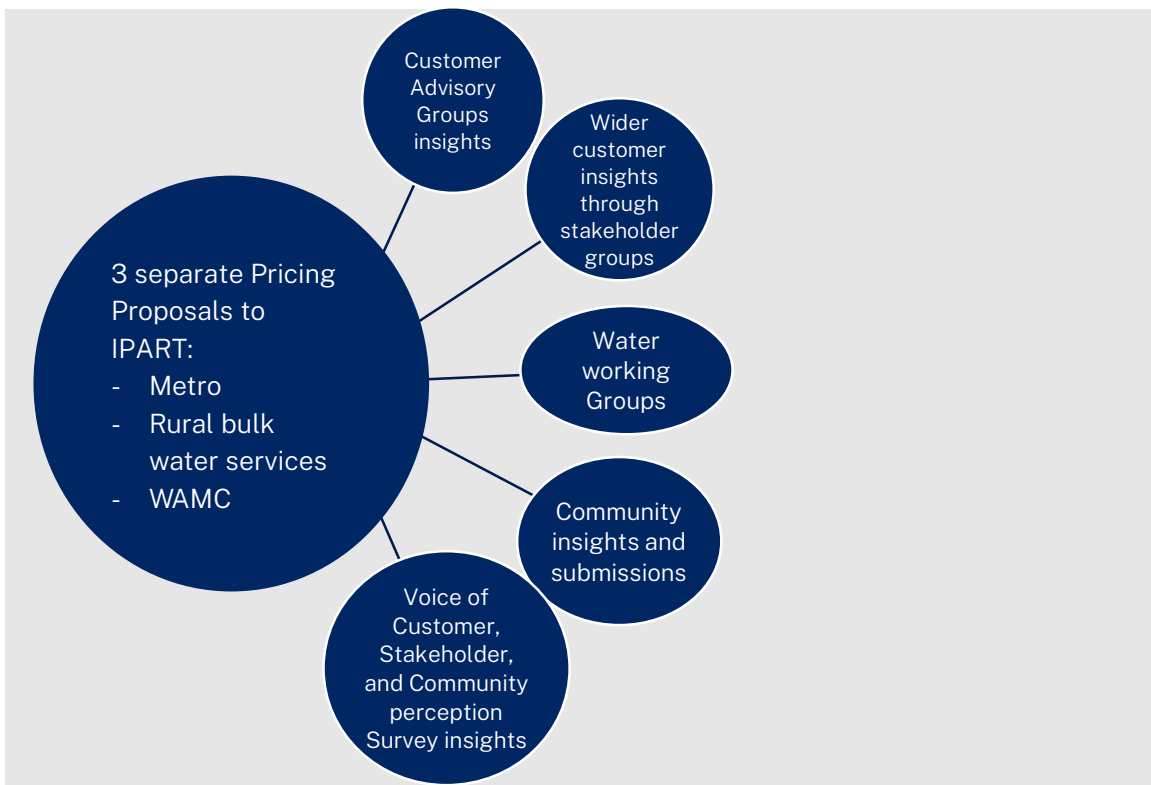 Customer
Advisory
Groups
insights
Wider
customer
insights
through
stakeholder
groups
3 separate Pricing
Proposals to
IPART:
- Metro
- Rural bulk
water services
- WAMC
Water
working
Groups
Community
insights and
submissions
Voice of
Customer,
Stakeholder,
and Community
perception
Survey insights